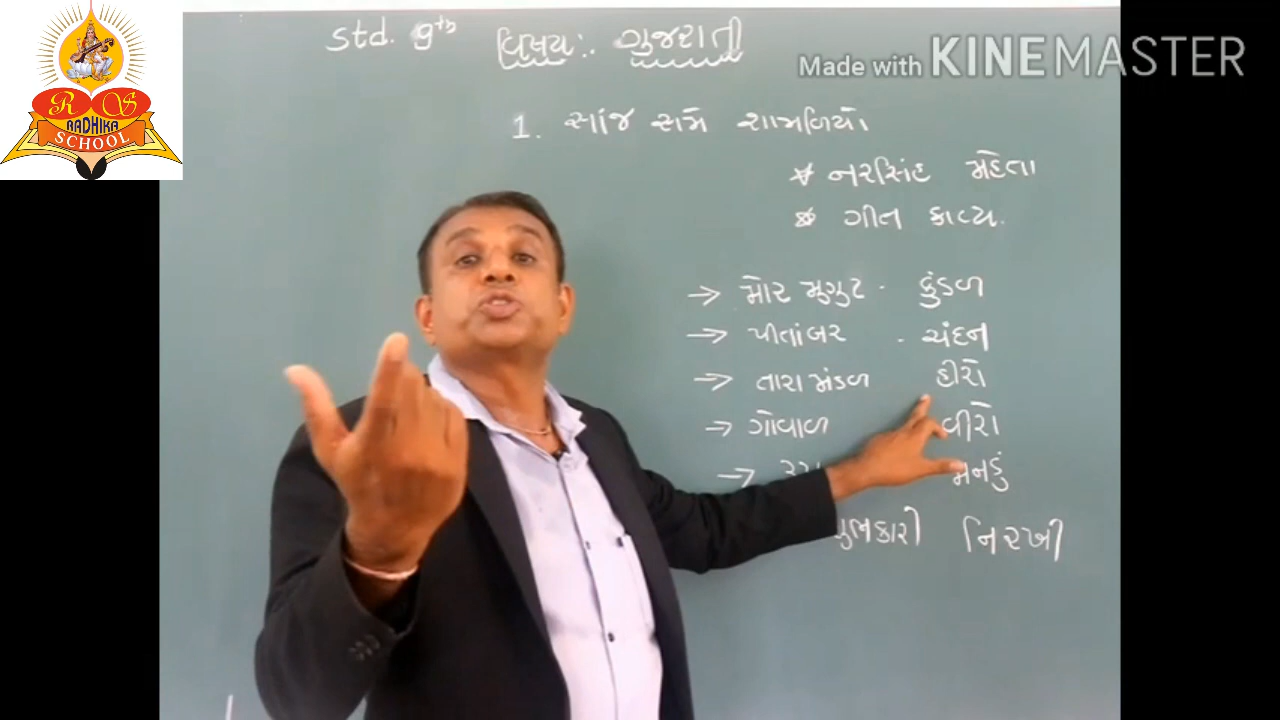 R S
RADHIKA
SCHOOL
Made with KINEMASTER
std. 9th વિષય:. ગુજરાતી
1. સાંજ સમે શામળિયો
* નરસિંહ મહેતા
* ગીત કાવ્ય.
→ મોર મુગુટ . કુંડળ
→ પીતાંબર . ચંદન
→ તારા મંડળ હીરો
→ ગોવાળ વીરો
→ મનડું
નિરખી